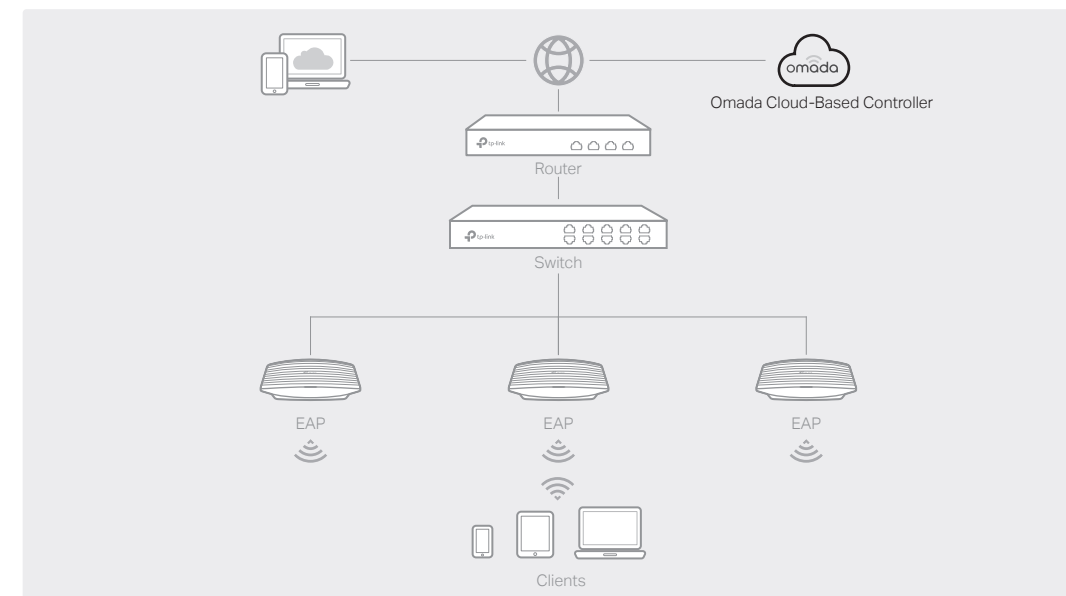 omada
Omada Cloud-Based Controller
tp-link
Router
tp-link
Switch
EAP
EAP
EAP
Clients